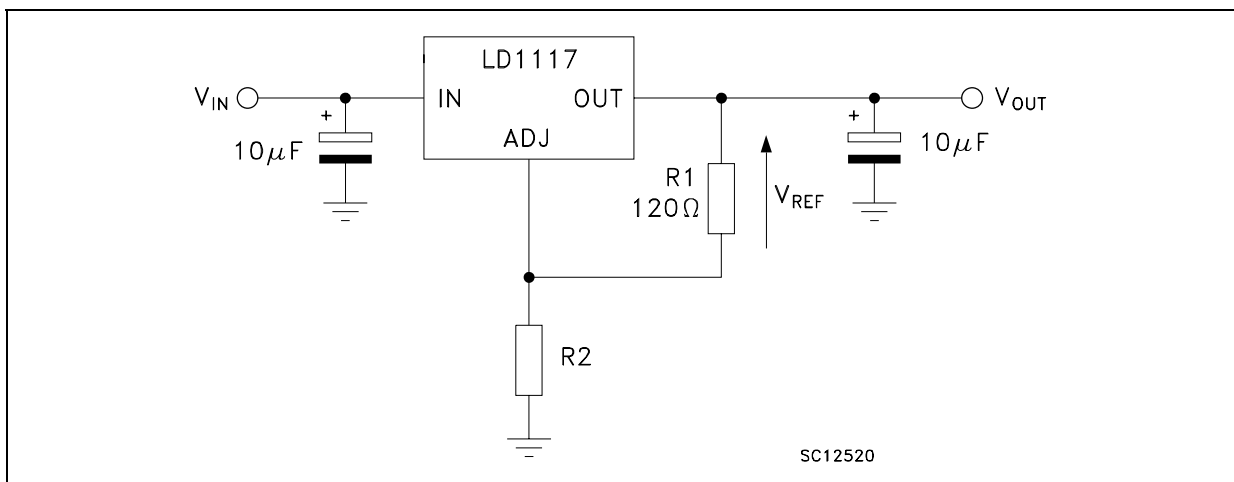 LD1117
V_IN
IN
OUT
V_OUT
+
10μF
ADJ
R1
120Ω
V_REF
+
10μF
R2
SC12520